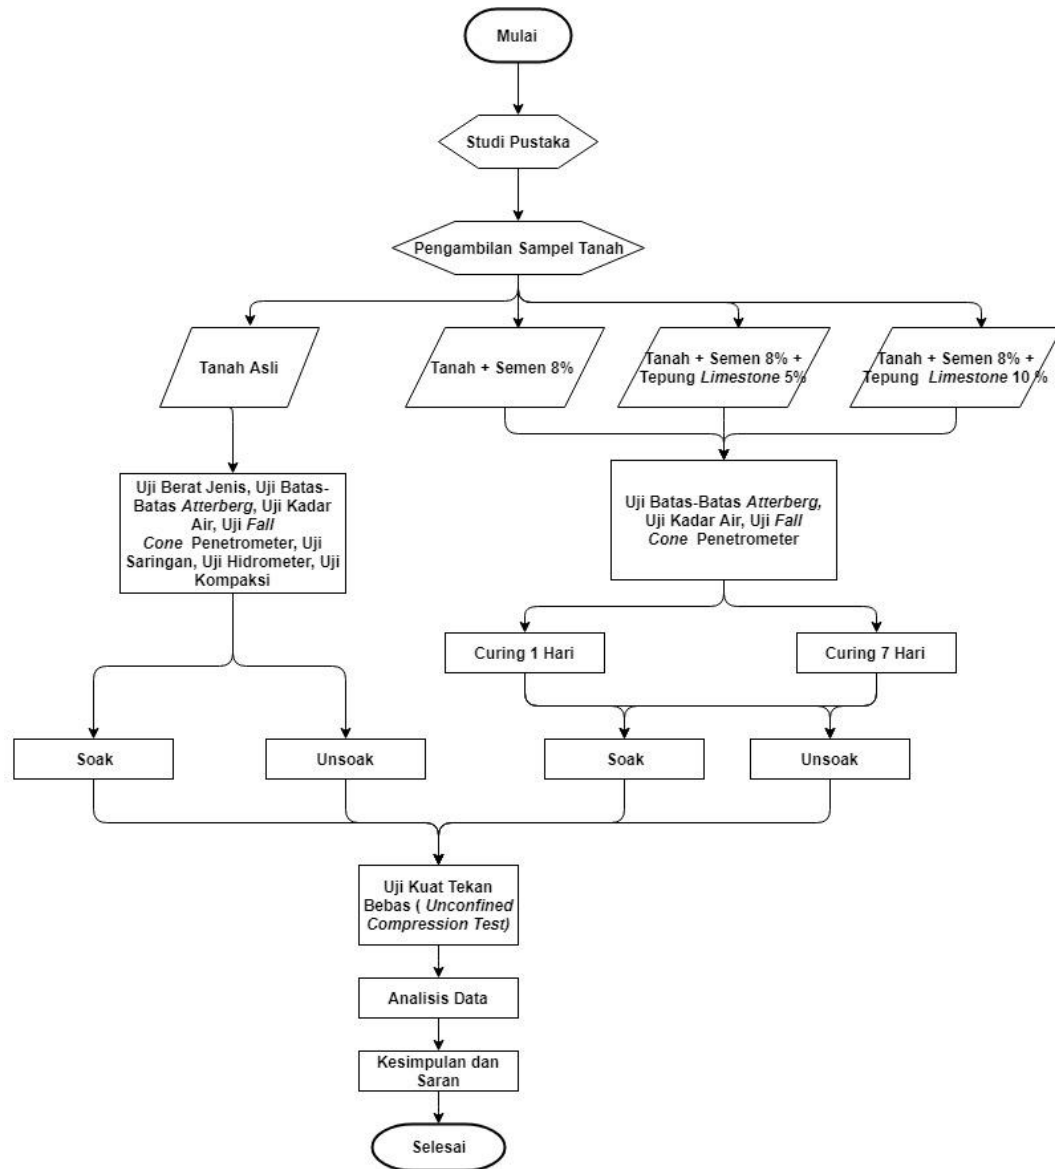 Mulai
Studi Pustaka
Pengambilan Sampel Tanah
Tanah Asli
Tanah + Semen 8%
Tanah + Semen 8% +
Tepung Limestone 5%
Tanah + Semen 8% +
Tepung Limestone 10 %
Uji Berat Jenis, Uji Batas-
Batas Atterberg, Uji Kadar
Air, Uji Fall
Cone Penetrometer, Uji
Saringan, Uji Hidrometer, Uji
Kompaksi
Uji Batas-Batas Atterberg,
Uji Kadar Air, Uji Fall
Cone Penetrometer
Curing 1 Hari
Curing 7 Hari
Soak
Unsoak
Soak
Unsoak
Uji Kuat Tekan
Bebas ( Unconfined
Compression Test)
Analisis Data
Kesimpulan dan
Saran
Selesai